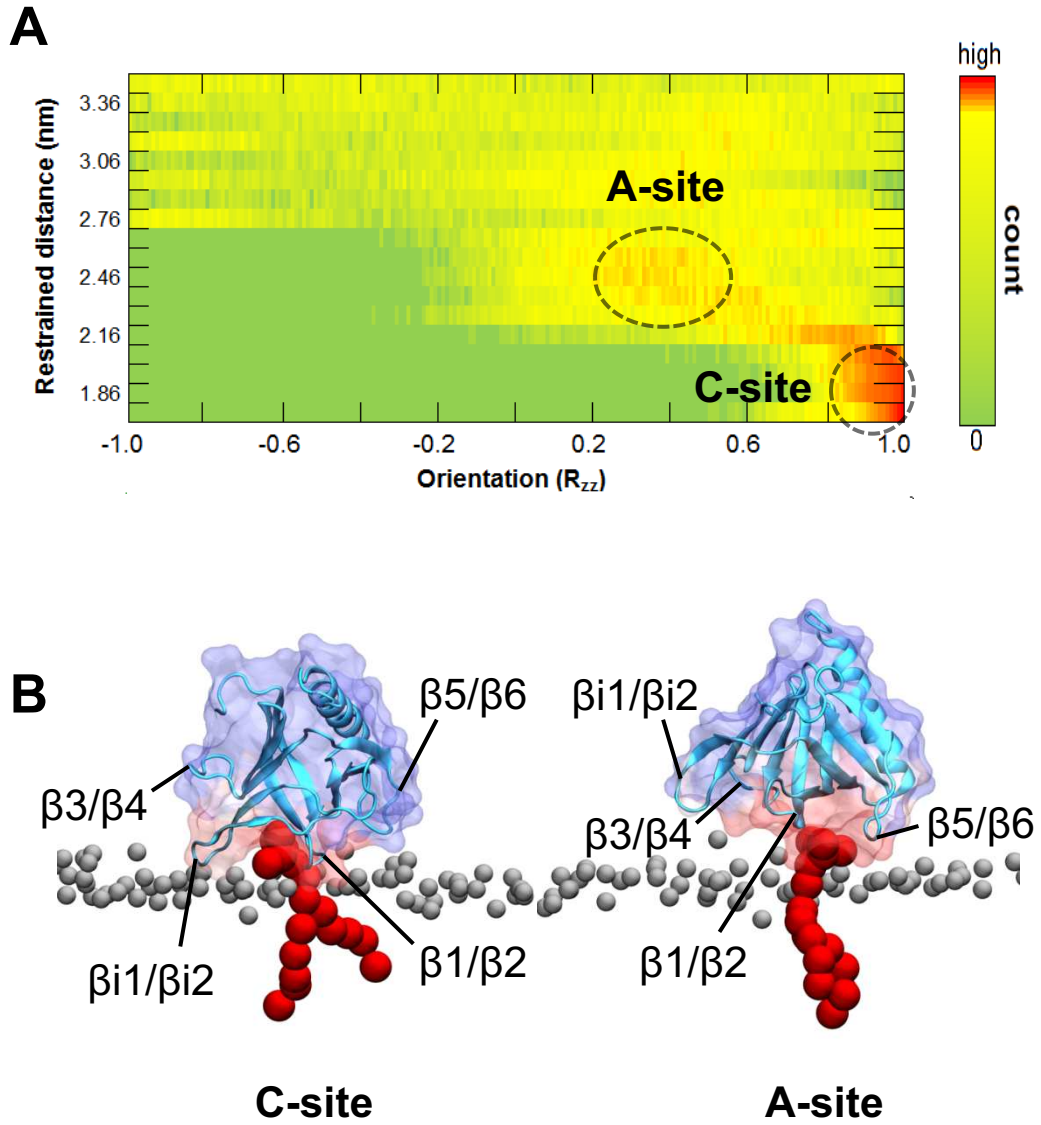 A
high
3.36
3.06
2.76
2.46
2.16
1.86
Restrained distance (nm)
A-site
C-site
count
0
-1.0 -0.6 -0.2 0.2 0.6 1.0
Orientation (Rzz)
B
β5/β6
βi1/βi2
β3/β4
β3/β4
β5/β6
βi1/βi2
β1/β2
β1/β2
C-site
A-site